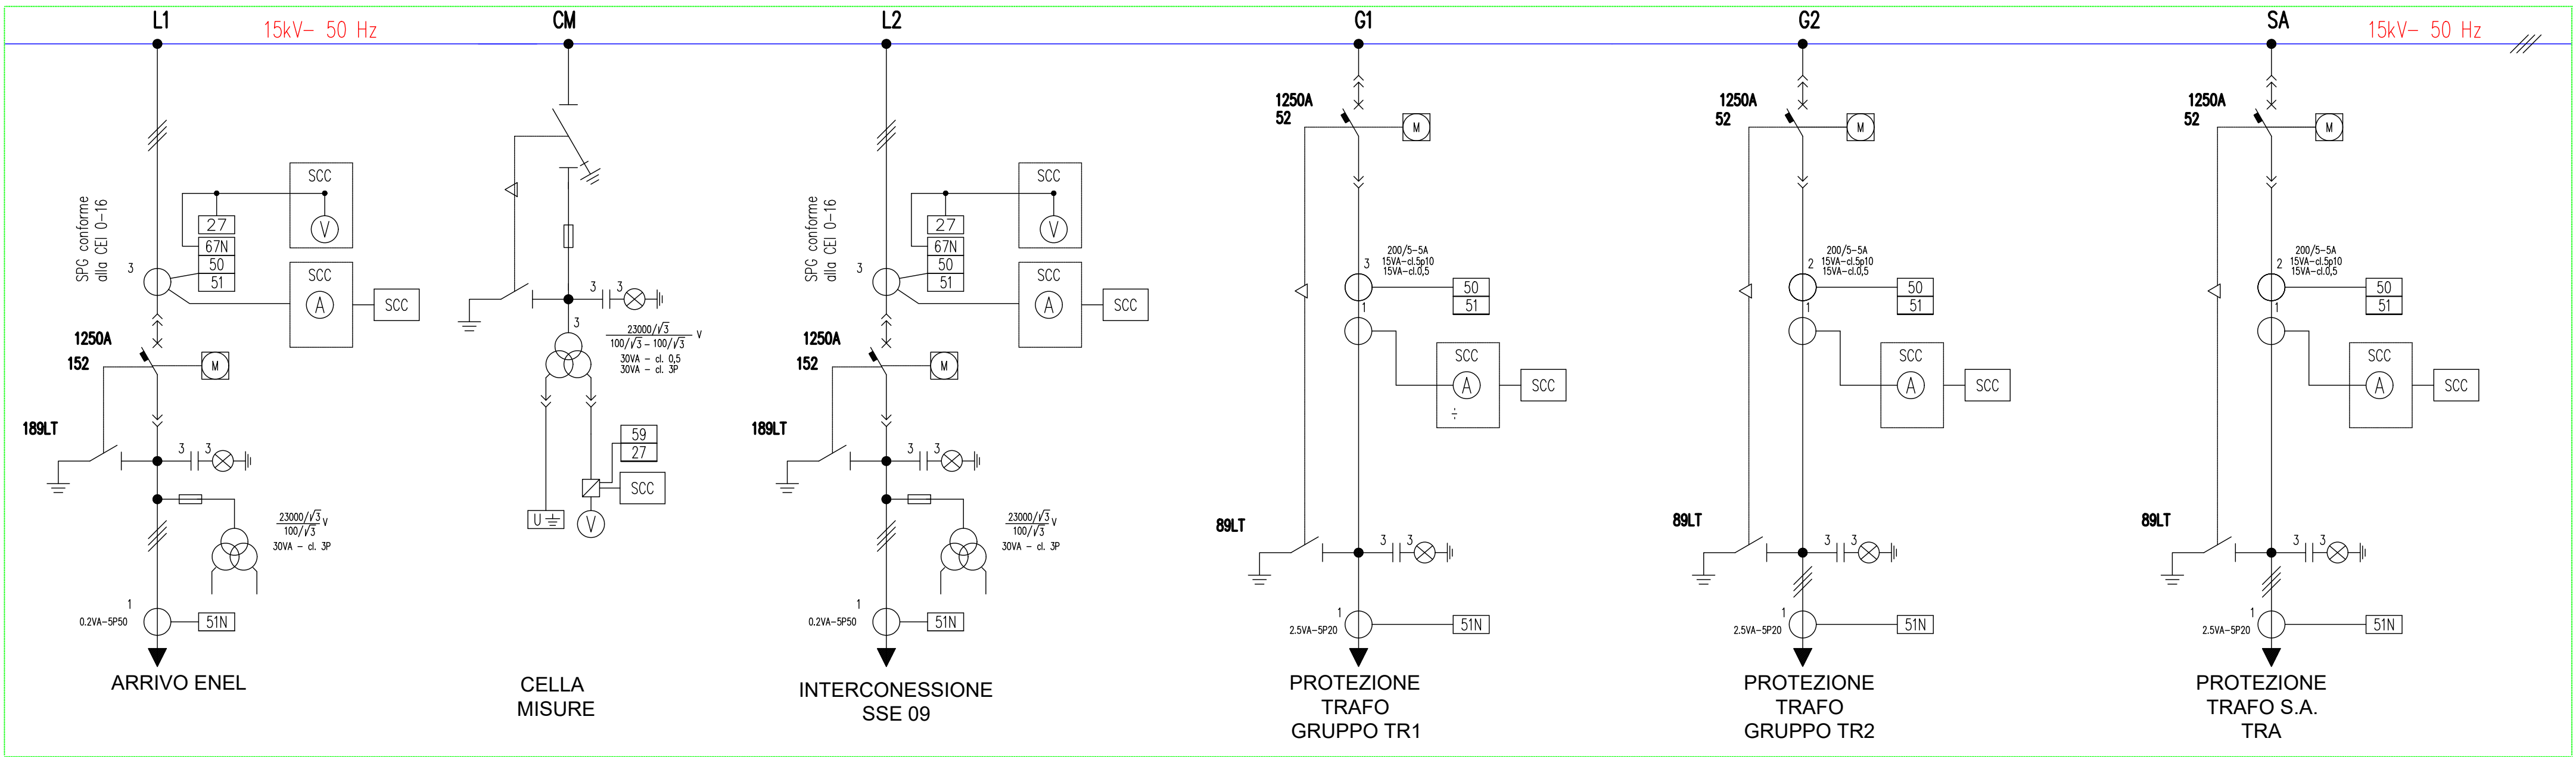 L1
15kV- 50 Hz
SPG conforme
alla CEI 0-16
3
27
67N
50
51
SCC
V
SCC
A
SCC
1250A
152
M
189LT
3
3
23000/√3
100/√3
V
30VA - cl. 3P
1
0.2VA-5P50
51N
ARRIVO ENEL
CM
3
3
3
23000/√3
100/√3 - 100/√3
V
30VA - cl. 0,5
30VA - cl. 3P
59
27
SCC
U
V
CELLA
MISURE
L2
SPG conforme
alla CEI 0-16
3
27
67N
50
51
SCC
V
SCC
A
SCC
1250A
152
M
189LT
3
3
23000/√3
100/√3
V
30VA - cl. 3P
1
0.2VA-5P50
51N
INTERCONESSIONE
SSE 09
G1
1250A
52
M
200/5-5A
15VA-cl.5p10
15VA-cl.0,5
3
50
51
1
SCC
A
÷
SCC
89LT
3
3
1
2.5VA-5P20
51N
PROTEZIONE
TRAFO
GRUPPO TR1
G2
1250A
52
M
200/5-5A
15VA-cl.5p10
15VA-cl.0,5
2
50
51
1
SCC
A
SCC
89LT
3
3
1
2.5VA-5P20
51N
PROTEZIONE
TRAFO
GRUPPO TR2
SA
15kV- 50 Hz
1250A
52
M
200/5-5A
15VA-cl.5p10
15VA-cl.0,5
2
50
51
1
SCC
A
SCC
89LT
3
3
1
2.5VA-5P20
51N
PROTEZIONE
TRAFO S.A.
TRA